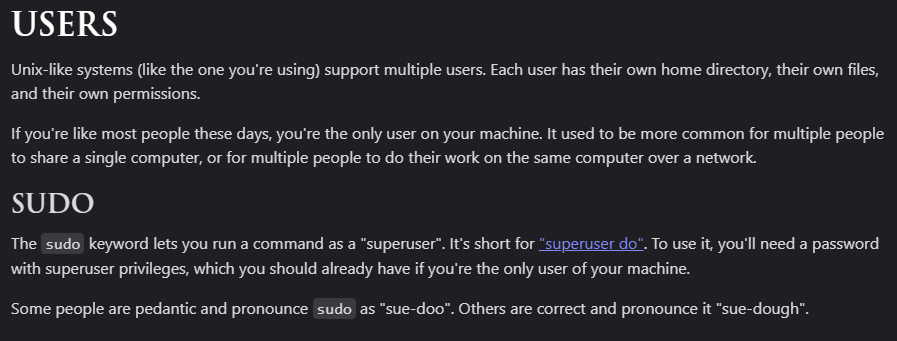 USERS
Unix-like systems (like the one you're using) support multiple users. Each user has their own home directory, their own files,
and their own permissions.
If you're like most people these days, you're the only user on your machine. It used to be more common for multiple people
to share a single computer, or for multiple people to do their work on the same computer over a network.
SUDO
The sudo keyword lets you run a command as a "superuser". It's short for "superuser do". To use it, you'll need a password
with superuser privileges, which you should already have if you're the only user of your machine.
Some people are pedantic and pronounce sudo as "sue-doo". Others are correct and pronounce it "sue-dough".